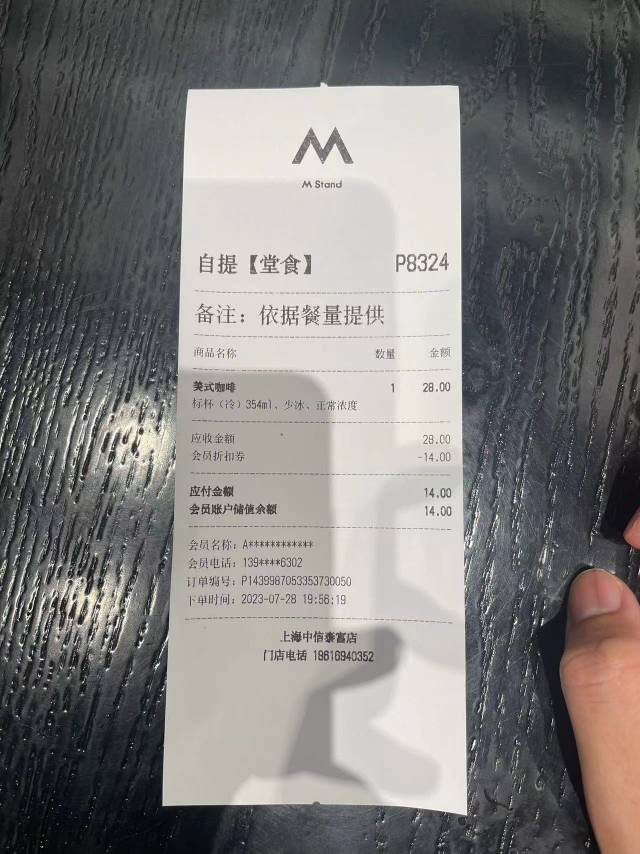 M Stand
自提【堂食】 P8324
备注：依据餐量提供
商品名称 数量 金额
美式咖啡 1 28.00
标杯（冷）354ml、少冰、正常浓度
应收金额 28.00
会员折扣券 -14.00
应付金额 14.00
会员账户储值余额 14.00
会员名称：A************
会员电话：139****6302
订单编号：P1439987053353730050
下单时间：2023-07-28 19:56:19
上海中信泰富店
门店电话 18616940352